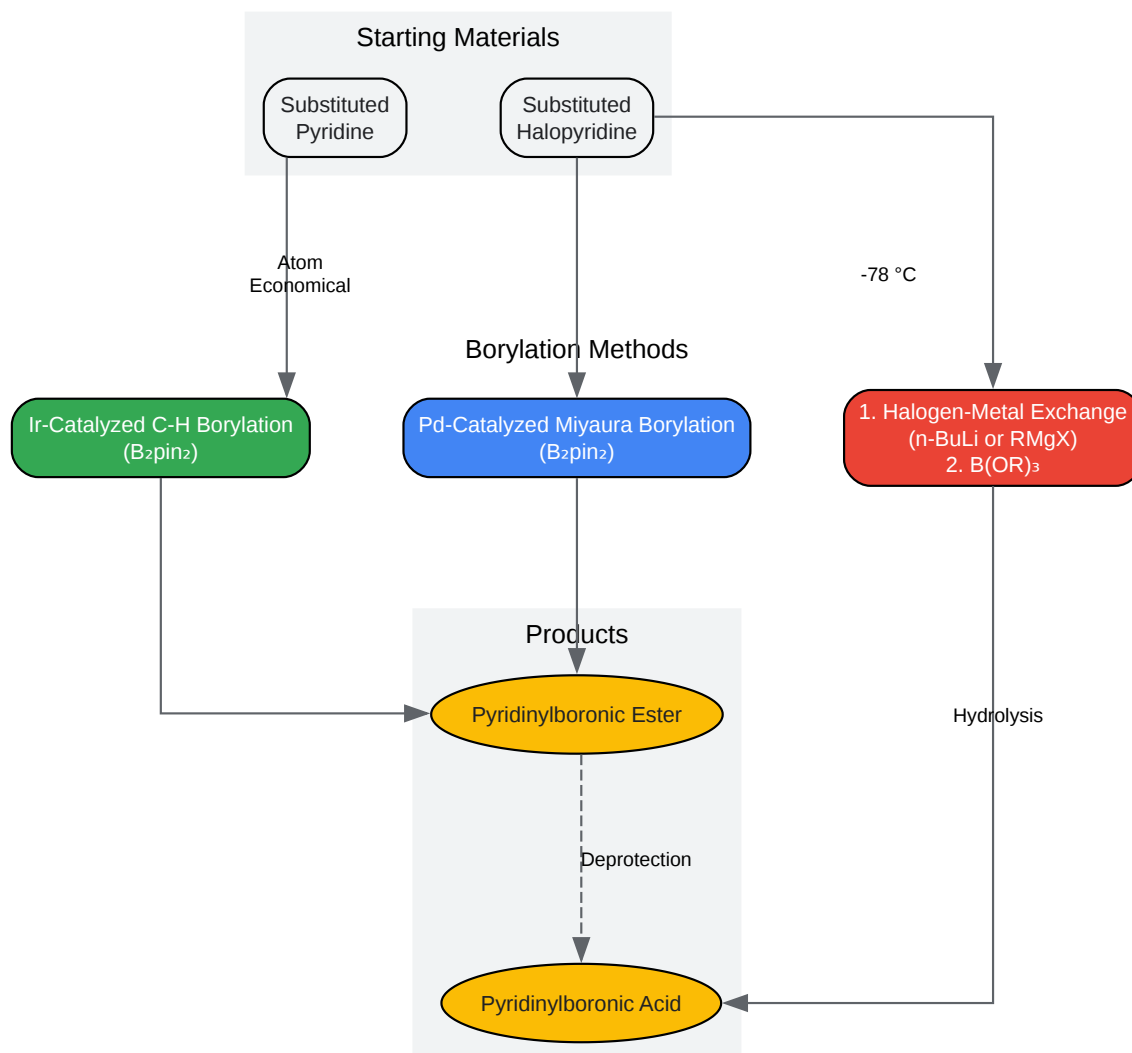 Starting Materials
Substituted
Pyridine
Substituted
Halopyridine
Atom
Economical
-78 °C
Borylation Methods
Ir-Catalyzed C-H Borylation
(B₂pin₂)
Pd-Catalyzed Miyaura Borylation
(B₂pin₂)
1. Halogen-Metal Exchange
(n-BuLi or RMgX)
2. B(OR)₃
Products
Pyridinylboronic Ester
Hydrolysis
Deprotection
Pyridinylboronic Acid